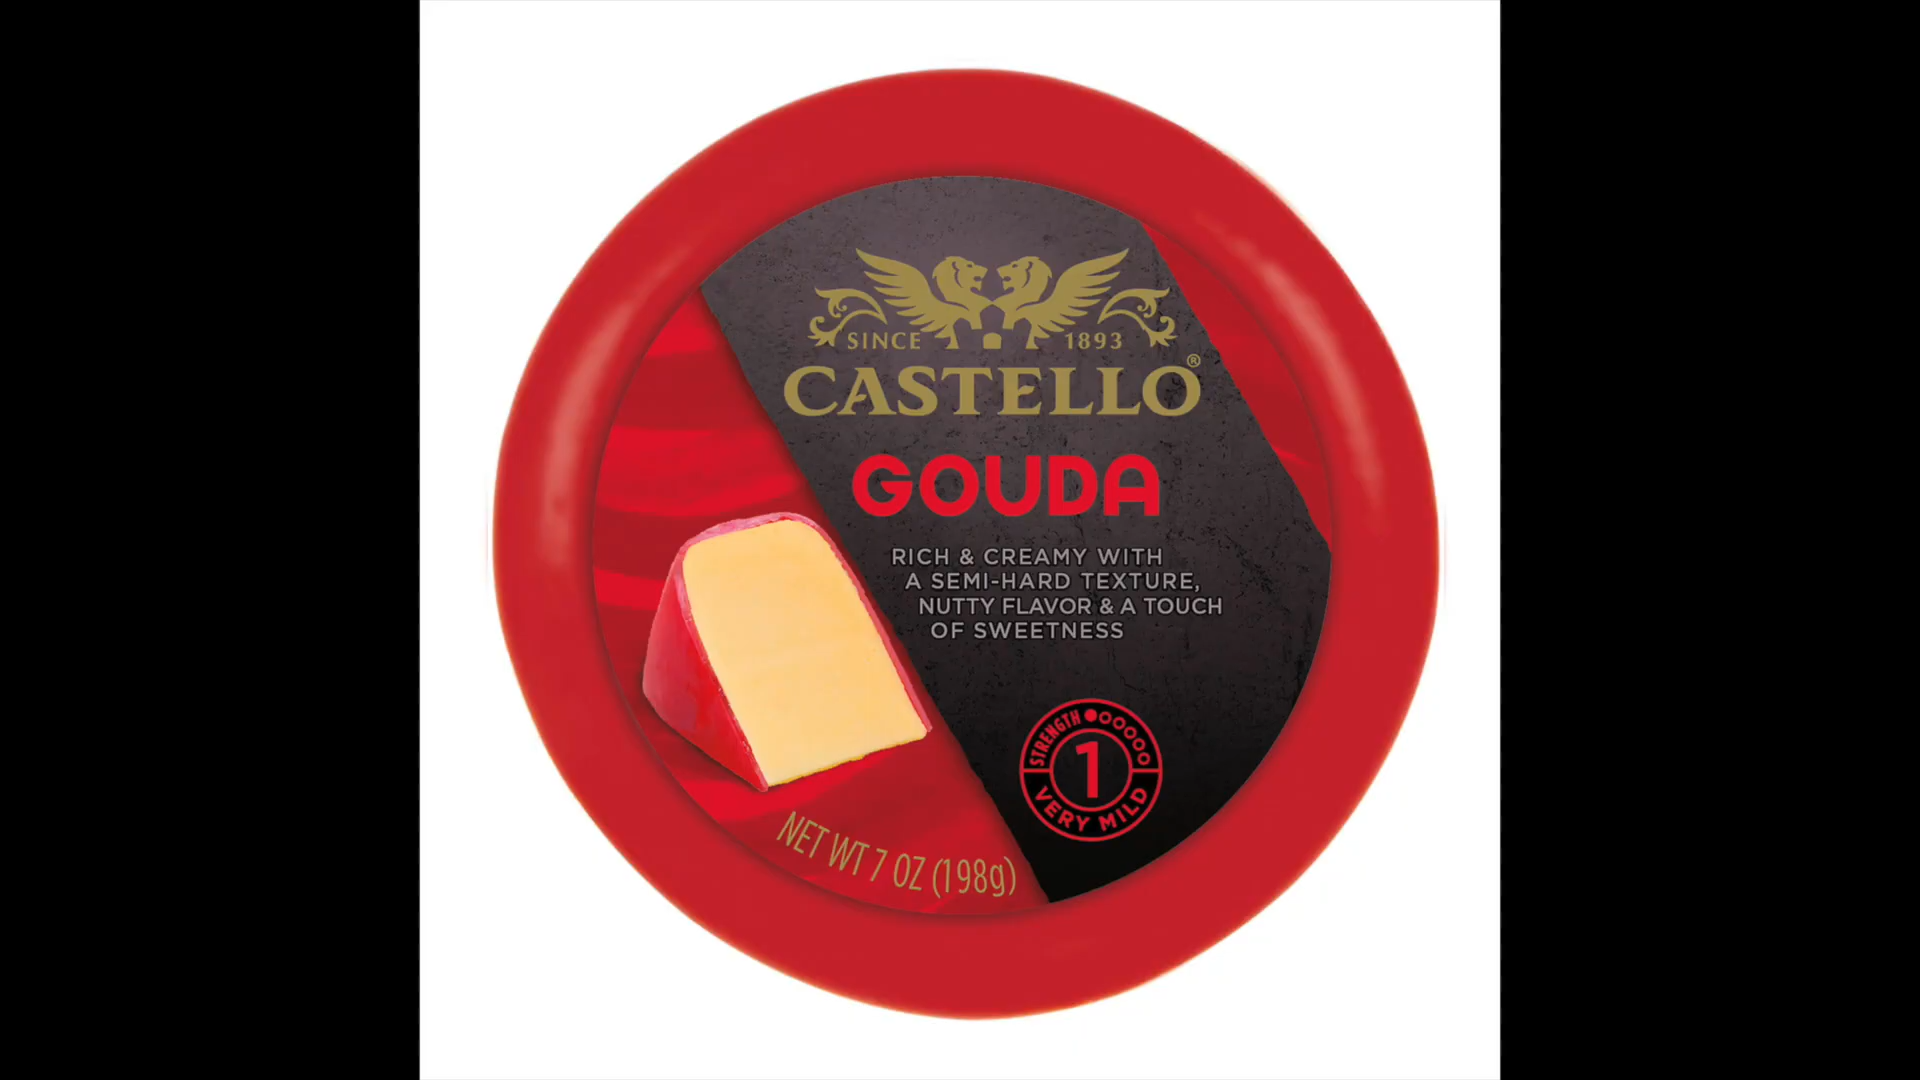 SINCE 1893
CASTELLO®
GOUDA
RICH & CREAMY WITH
A SEMI-HARD TEXTURE,
NUTTY FLAVOR & A TOUCH
OF SWEETNESS
STRENGTH
1
VERY MILD
NET WT 7 OZ (198g)